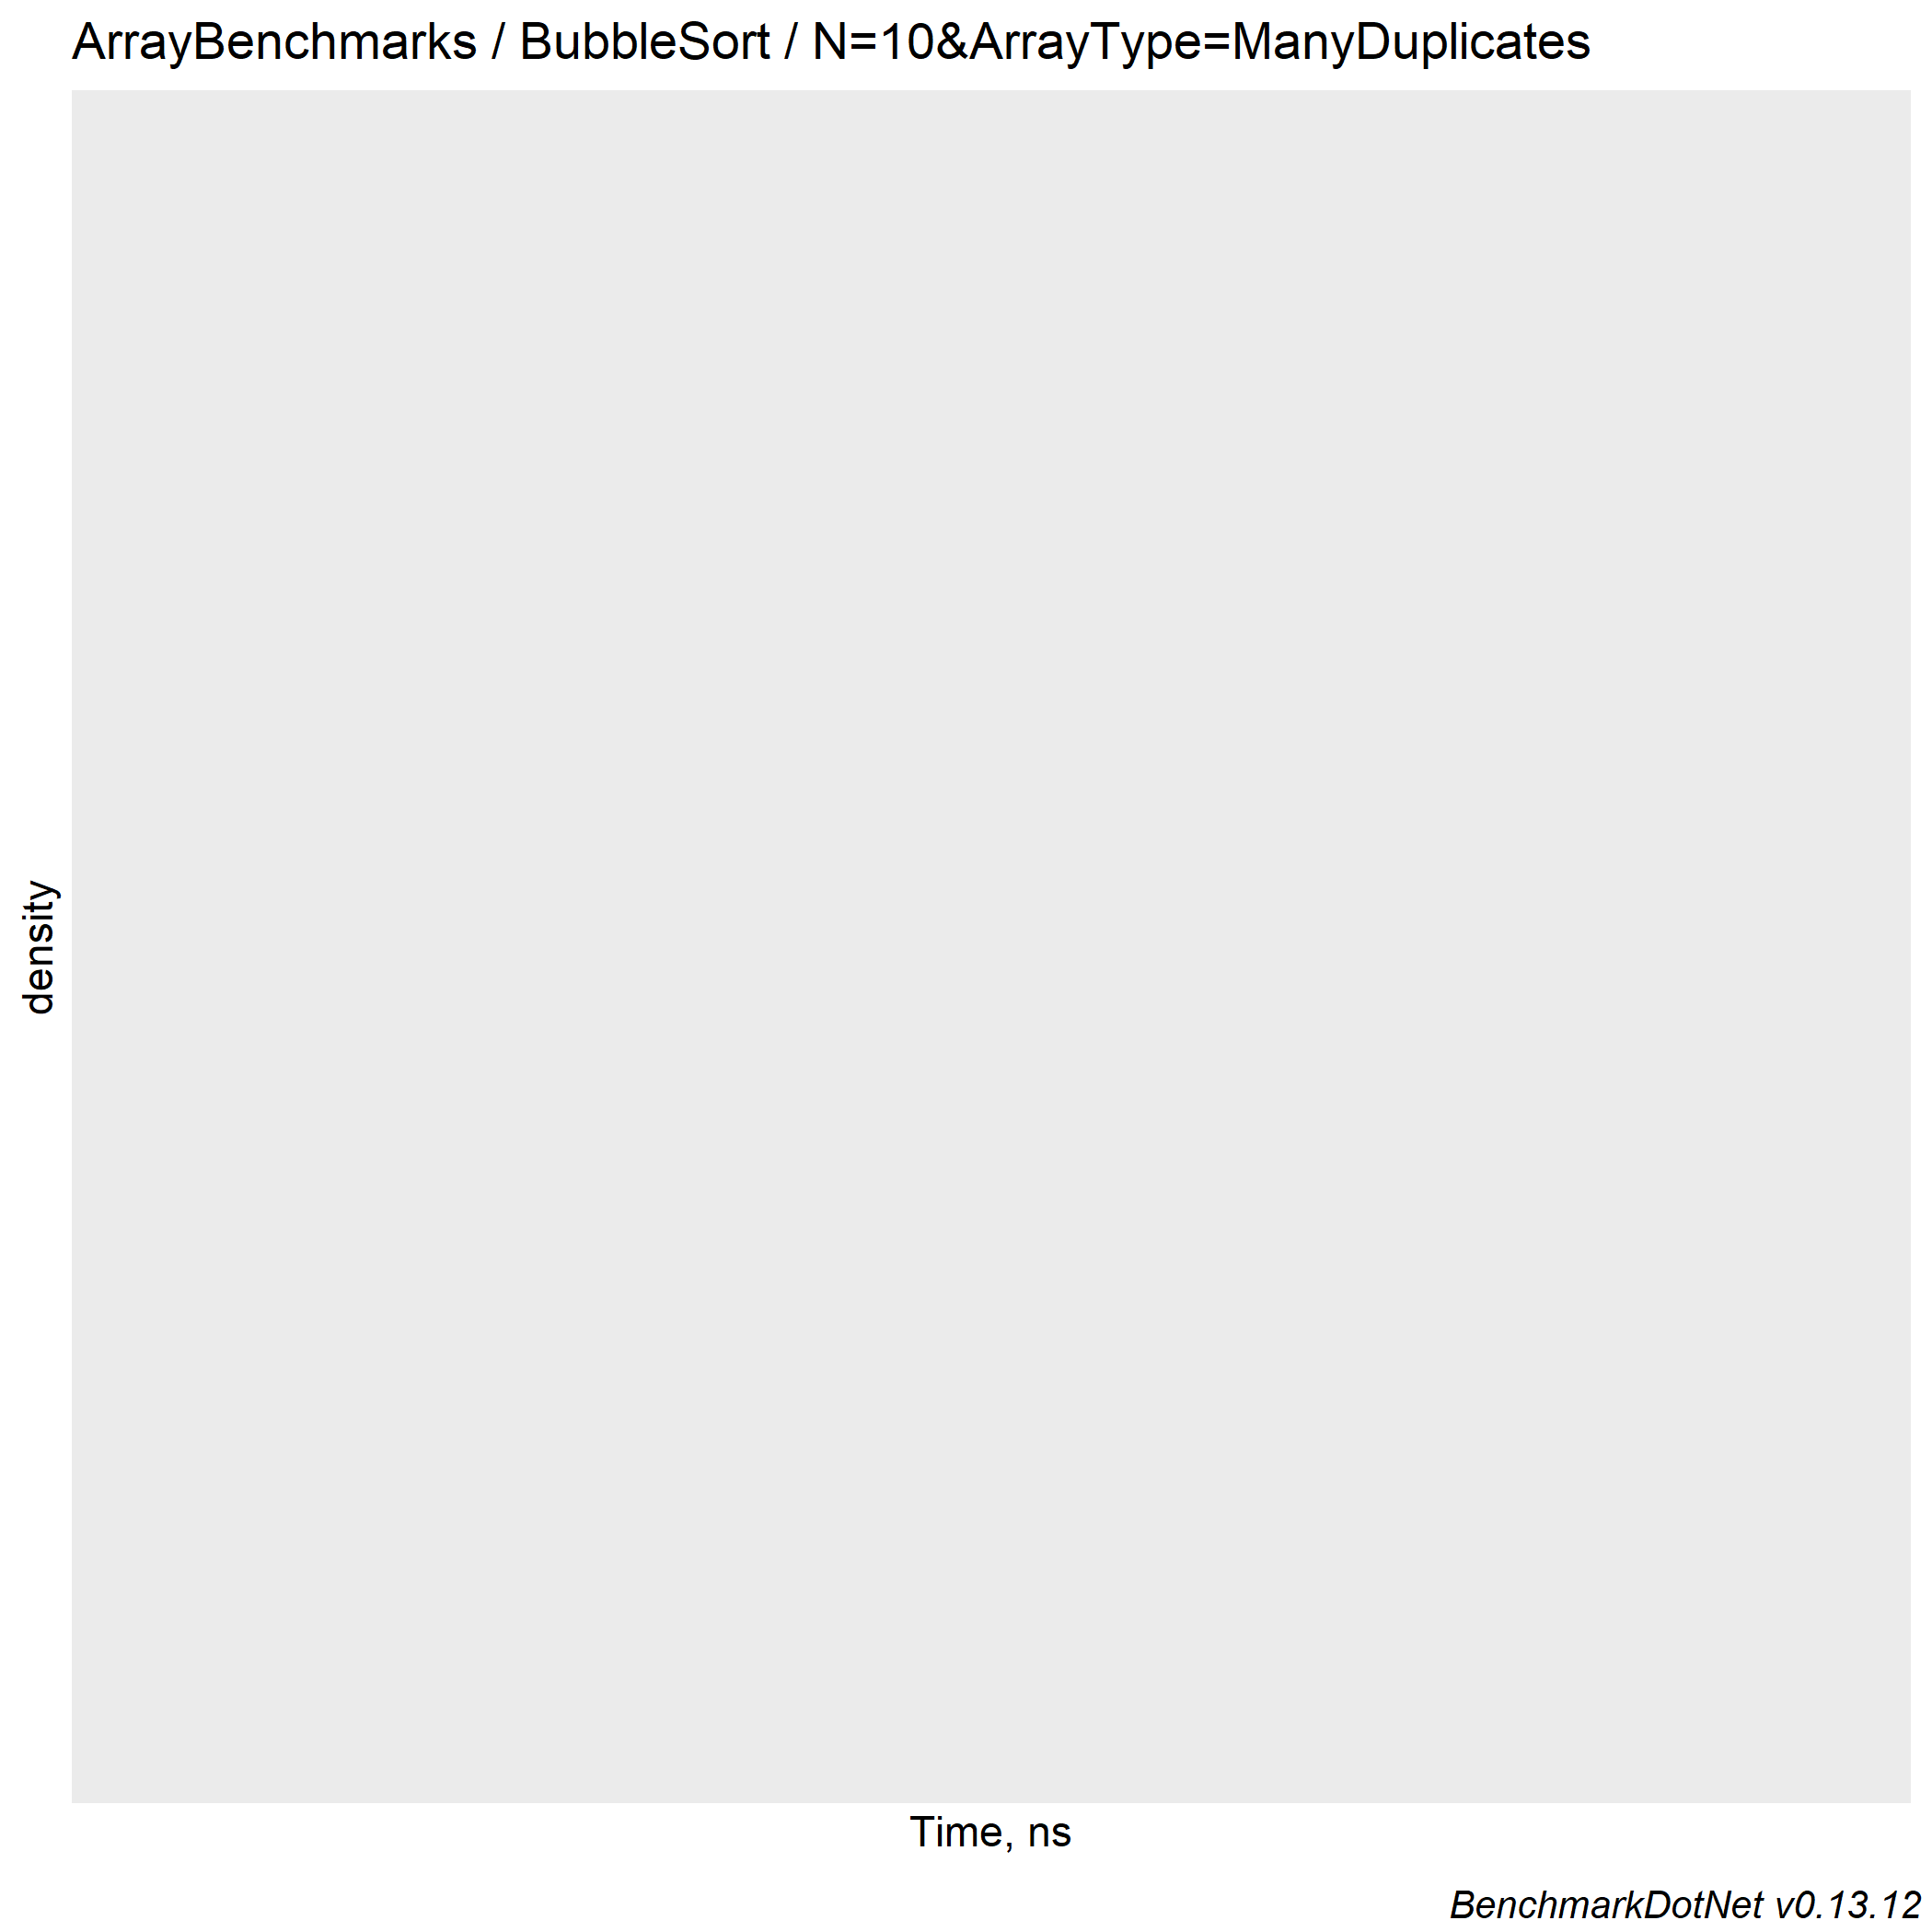 ArrayBenchmarks / BubbleSort / N=10&ArrayType=ManyDuplicates
density
Time, ns
BenchmarkDotNet v0.13.12